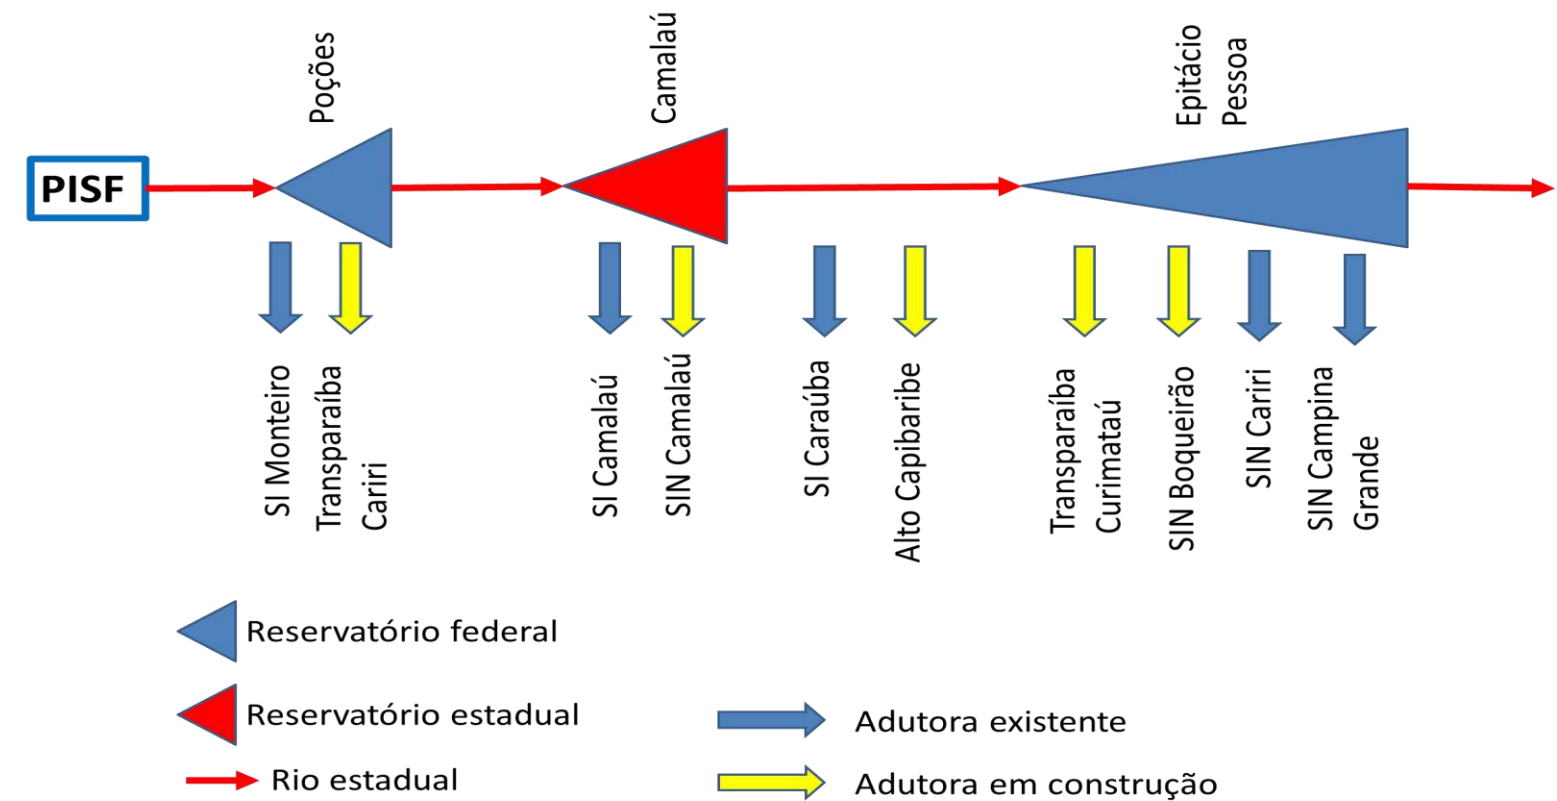 Poções
Camalaú
Epitácio
Pessoa
PISF
SI Monteiro
Transparaíba
Cariri
SI Camalaú
SIN Camalaú
SI Caraúba
Alto Capibaribe
Transparaíba
Curimataú
SIN Boqueirão
SIN Cariri
SIN Campina
Grande
Reservatório federal
Reservatório estadual
Rio estadual
Adutora existente
Adutora em construção